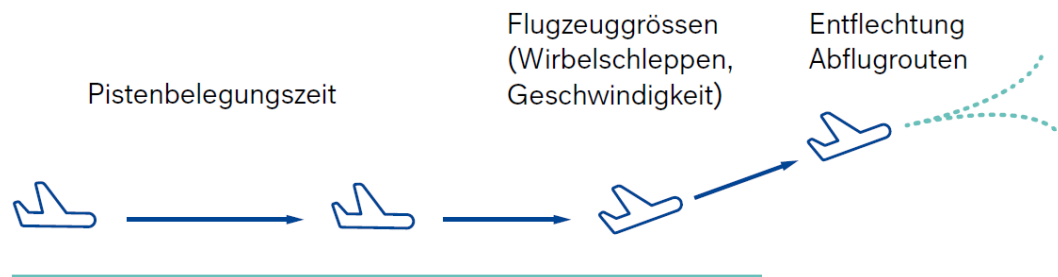 Pistenbelegungszeit
Flugzeuggrössen
(Wirbelschleppen,
Geschwindigkeit)
Entflechtung
Abflugrouten